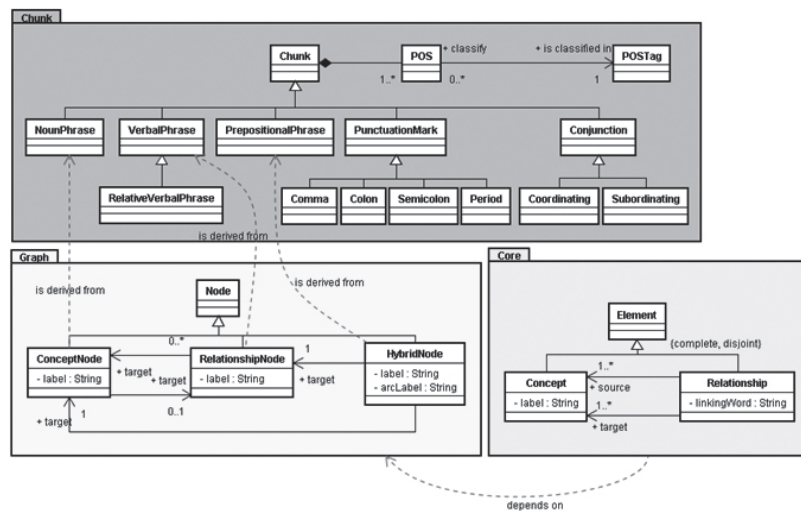 Chunk
Chunk
POS
+ classify
+ is classified in
POSTag
1..*
0..*
1
NounPhrase
VerbalPhrase
PrepositionalPhrase
PunctuationMark
Conjunction
RelativeVerbalPhrase
Comma
Colon
Semicolon
Period
Coordinating
Subordinating
is derived from
Graph
Core
is derived from
is derived from
Node
Element
0..*
1
(complete, disjoint)
ConceptNode
RelationshipNode
HybridNode
- label : String
+ target
+ target
- label : String
+ target
- label : String
- arcLabel : String
1..*
Concept
Relationship
+ source
- label : String
- linkingWord : String
1..*
+ target
+ target
1
0..1
depends on